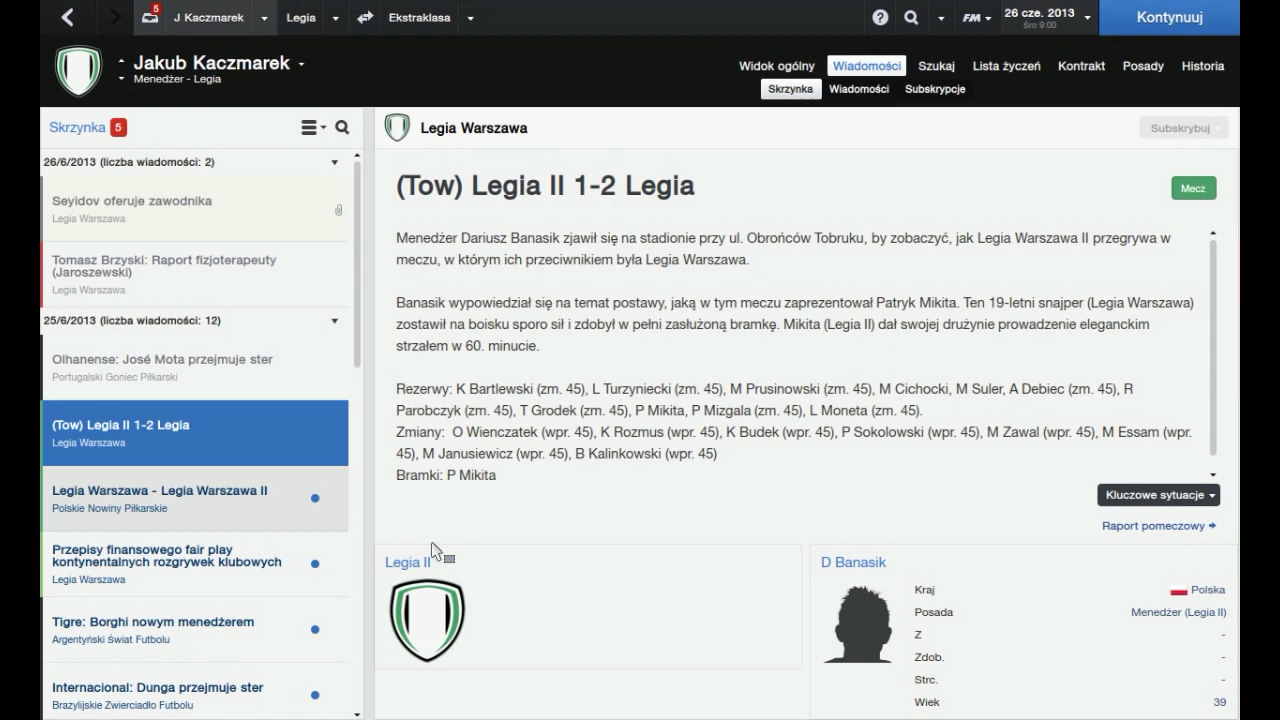 5
J Kaczmarek
Legia
Ekstraklasa
?
FM
26 cze. 2013
śro 9:00
Kontynuuj
Jakub Kaczmarek
Menedżer - Legia
Widok ogólny
Wiadomości
Szukaj
Lista życzeń
Kontrakt
Posady
Historia
Skrzynka
Wiadomości
Subskrypcje
Skrzynka 5
26/6/2013 (liczba wiadomości: 2)
Seyidov oferuje zawodnika
Legia Warszawa
Tomasz Brzyski: Raport fizjoterapeuty
(Jaroszewski)
Legia Warszawa
25/6/2013 (liczba wiadomości: 12)
Olhanense: José Mota przejmuje ster
Portugalski Goniec Piłkarski
(Tow) Legia II 1-2 Legia
Legia Warszawa
Legia Warszawa - Legia Warszawa II
Polskie Nowiny Piłkarskie
Przepisy finansowego fair play
kontynentalnych rozgrywek klubowych
Legia Warszawa
Tigre: Borghi nowym menedżerem
Argentyński Świat Futbolu
Internacional: Dunga przejmuje ster
Brazylijskie Zwierciadło Futbolu
Legia Warszawa
Subskrybuj
(Tow) Legia II 1-2 Legia
Mecz
Menedżer Dariusz Banasik zjawił się na stadionie przy ul. Obrońców Tobruku, by zobaczyć, jak Legia Warszawa II przegrywa w
meczu, w którym ich przeciwnikiem była Legia Warszawa.
Banasik wypowiedział się na temat postawy, jaką w tym meczu zaprezentował Patryk Mikita. Ten 19-letni snajper (Legia Warszawa)
zostawił na boisku sporo sił i zdobył w pełni zasłużoną bramkę. Mikita (Legia II) dał swojej drużynie prowadzenie eleganckim
strzałem w 60. minucie.
Rezerwy: K Bartlewski (zm. 45), L Turzyniecki (zm. 45), M Prusinowski (zm. 45), M Cichocki, M Suler, A Debiec (zm. 45), R
Parobczyk (zm. 45), T Grodek (zm. 45), P Mikita, P Mizgala (zm. 45), L Moneta (zm. 45).
Zmiany: O Wienczatek (wpr. 45), K Rozmus (wpr. 45), K Budek (wpr. 45), P Sokolowski (wpr. 45), M Zawal (wpr. 45), M Essam (wpr.
45), M Janusiewicz (wpr. 45), B Kalinkowski (wpr. 45)
Bramki: P Mikita
Kluczowe sytuacje
Raport pomeczowy
Legia II
D Banasik
Kraj Polska
Posada Menedżer (Legia II)
Z -
Zdob. -
Strc. -
Wiek 39